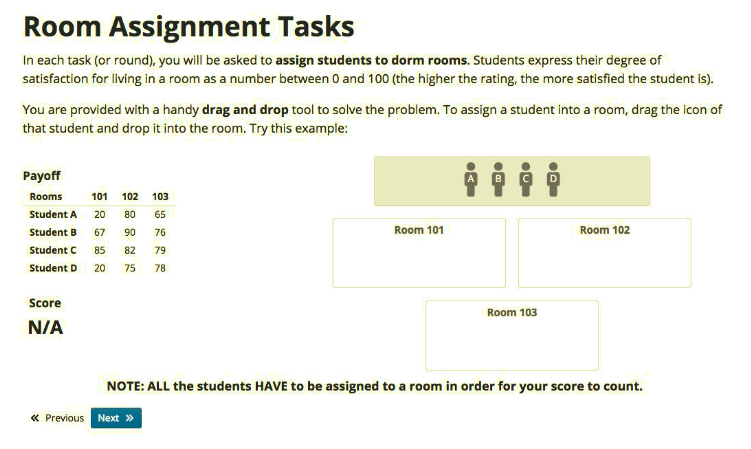 Room Assignment Tasks
In each task (or round), you will be asked to assign students to dorm rooms. Students express their degree of
satisfaction for living in a room as a number between 0 and 100 (the higher the rating, the more satisfied the student is).
You are provided with a handy drag and drop tool to solve the problem. To assign a student into a room, drag the icon of
that student and drop it into the room. Try this example:
Payoff
Rooms 101 102 103
Student A 20 80 65
Student B 67 90 76
Student C 85 82 79
Student D 20 75 78
Score
N/A
A B C D
Room 101
Room 102
Room 103
NOTE: ALL the students HAVE to be assigned to a room in order for your score to count.
« Previous Next »